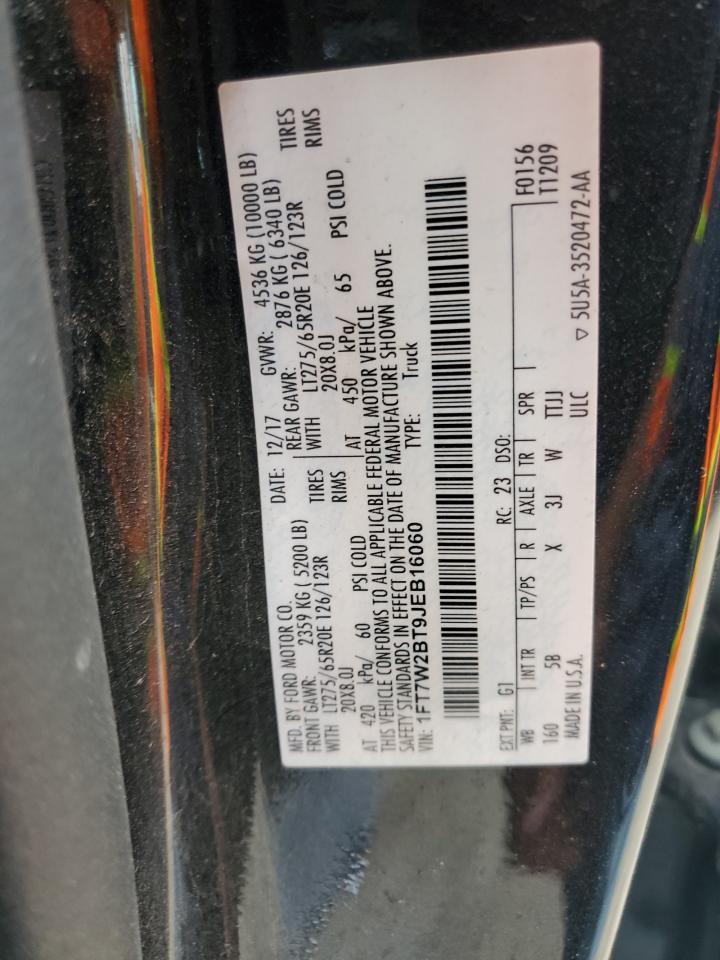 MFD. BY FORD MOTOR CO.
DATE: 12/17 GVWR: 4536 KG (10000 LB)
FRONT GAWR: 2359 KG ( 5200 LB)
REAR GAWR: 2876 KG ( 6340 LB)
WITH LT275/65R20E 126/123R TIRES
WITH LT275/65R20E 126/123R TIRES
20X8.0J RIMS
20X8.0J RIMS
AT 420 kPa/ 60 PSI COLD
AT 450 kPa/ 65 PSI COLD
THIS VEHICLE CONFORMS TO ALL APPLICABLE FEDERAL MOTOR VEHICLE
SAFETY STANDARDS IN EFFECT ON THE DATE OF MANUFACTURE SHOWN ABOVE.
VIN: 1FT7W2BT9JEB16060 TYPE: Truck
EXT PNT: G1 RC: 23 DSO: F0156
WB INT TR TP/PS R AXLE TR SPR T1209
160 5B X 3J W TTJJ
MADE IN U.S.A. ULC ▽ 5U5A-3520472-AA